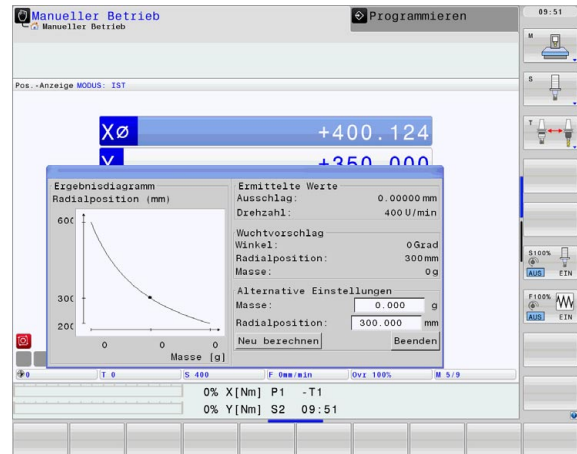 Manueller Betrieb
Manueller Betrieb
Programmieren
09:51
Pos.-Anzeige MODUS: IST
M
S
T
XØ +400.124
Y +350.000
Ergebnisdiagramm
Radialposition (mm)
600
300
200
0 0 0
Masse [g]
Ermittelte Werte
Ausschlag: 0.00000 mm
Drehzahl: 400 U/min
Wuchtvorschlag
Winkel: 0 Grad
Radialposition: 300 mm
Masse: 0 g
Alternative Einstellungen
Masse: 0.000 g
Radialposition: 300.000 mm
Neu berechnen Beenden
S100%
AUS EIN
F100%
AUS EIN
0 T 0 S 400 F 0mm/min Ovr 100% M 5/9
0% X[Nm] P1 -T1
0% Y[Nm] S2 09:51